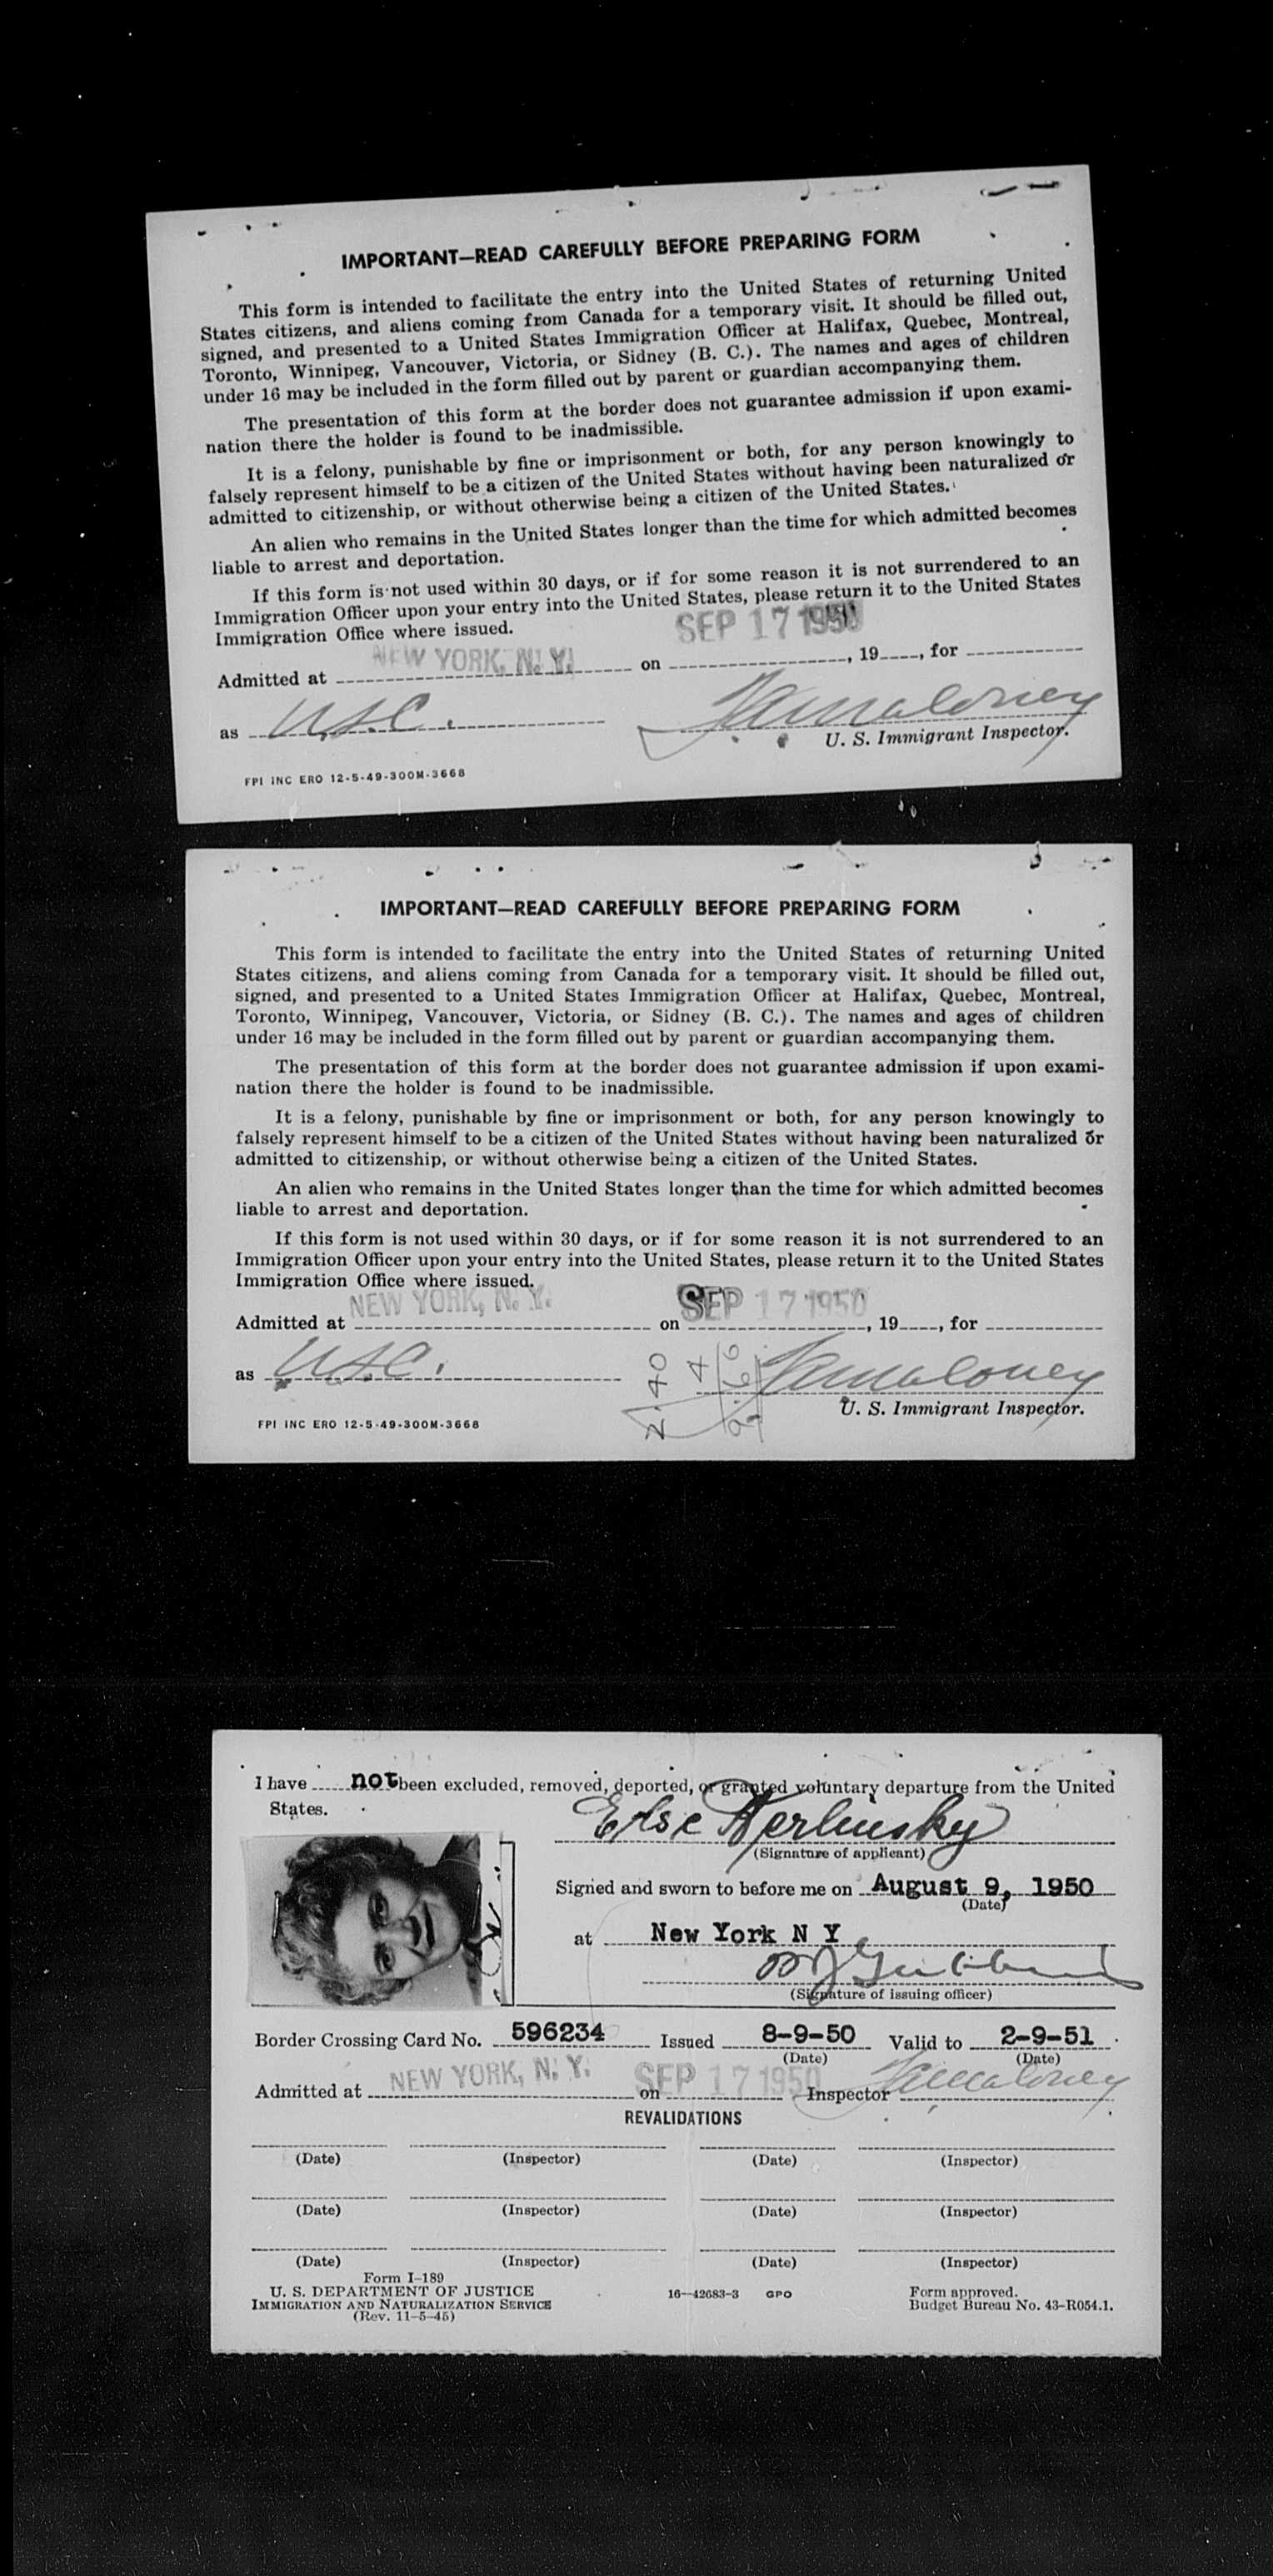 IMPORTANT—READ CAREFULLY BEFORE PREPARING FORM
This form is intended to facilitate the entry into the United States of returning United
States citizens, and aliens coming from Canada for a temporary visit. It should be filled out,
signed, and presented to a United States Immigration Officer at Halifax, Quebec, Montreal,
Toronto, Winnipeg, Vancouver, Victoria, or Sidney (B. C.). The names and ages of children
under 16 may be included in the form filled out by parent or guardian accompanying them.
The presentation of this form at the border does not guarantee admission if upon exami-
nation there the holder is found to be inadmissible.
It is a felony, punishable by fine or imprisonment or both, for any person knowingly to
falsely represent himself to be a citizen of the United States without having been naturalized or
admitted to citizenship, or without otherwise being a citizen of the United States.
An alien who remains in the United States longer than the time for which admitted becomes
liable to arrest and deportation.
If this form is not used within 30 days, or if for some reason it is not surrendered to an
Immigration Officer upon your entry into the United States, please return it to the United States
Immigration Office where issued.
Admitted at NEW YORK, N. Y. on SEP 17 1950, 19, for
as U.S.C. Maloney
U. S. Immigrant Inspector.
FPI INC ERO 12-5-49-300M-3668
IMPORTANT—READ CAREFULLY BEFORE PREPARING FORM
This form is intended to facilitate the entry into the United States of returning United
States citizens, and aliens coming from Canada for a temporary visit. It should be filled out,
signed, and presented to a United States Immigration Officer at Halifax, Quebec, Montreal,
Toronto, Winnipeg, Vancouver, Victoria, or Sidney (B. C.). The names and ages of children
under 16 may be included in the form filled out by parent or guardian accompanying them.
The presentation of this form at the border does not guarantee admission if upon exami-
nation there the holder is found to be inadmissible.
It is a felony, punishable by fine or imprisonment or both, for any person knowingly to
falsely represent himself to be a citizen of the United States without having been naturalized or
admitted to citizenship, or without otherwise being a citizen of the United States.
An alien who remains in the United States longer than the time for which admitted becomes
liable to arrest and deportation.
If this form is not used within 30 days, or if for some reason it is not surrendered to an
Immigration Officer upon your entry into the United States, please return it to the United States
Immigration Office where issued.
Admitted at NEW YORK, N. Y. on SEP 17 1950, 19, for
as U.S.C. Maloney
U. S. Immigrant Inspector.
FPI INC ERO 12-5-49-300M-3668
I have not been excluded, removed, deported, or granted voluntary departure from the United
States.
Else Kerlinsky
(Signature of applicant)
Signed and sworn to before me on August 9, 1950
(Date)
at New York N Y
(Signature of issuing officer)
Border Crossing Card No. 596234 Issued 8-9-50 Valid to 2-9-51
(Date) (Date)
Admitted at NEW YORK, N. Y. on SEP 17 1950 Inspector Maloney
REVALIDATIONS
(Date) (Inspector) (Date) (Inspector)
(Date) (Inspector) (Date) (Inspector)
(Date) (Inspector) (Date) (Inspector)
Form I-189
U. S. DEPARTMENT OF JUSTICE 16—42683-3 GPO Form approved.
IMMIGRATION AND NATURALIZATION SERVICE Budget Bureau No. 43-R054.1.
(Rev. 11-5-45)